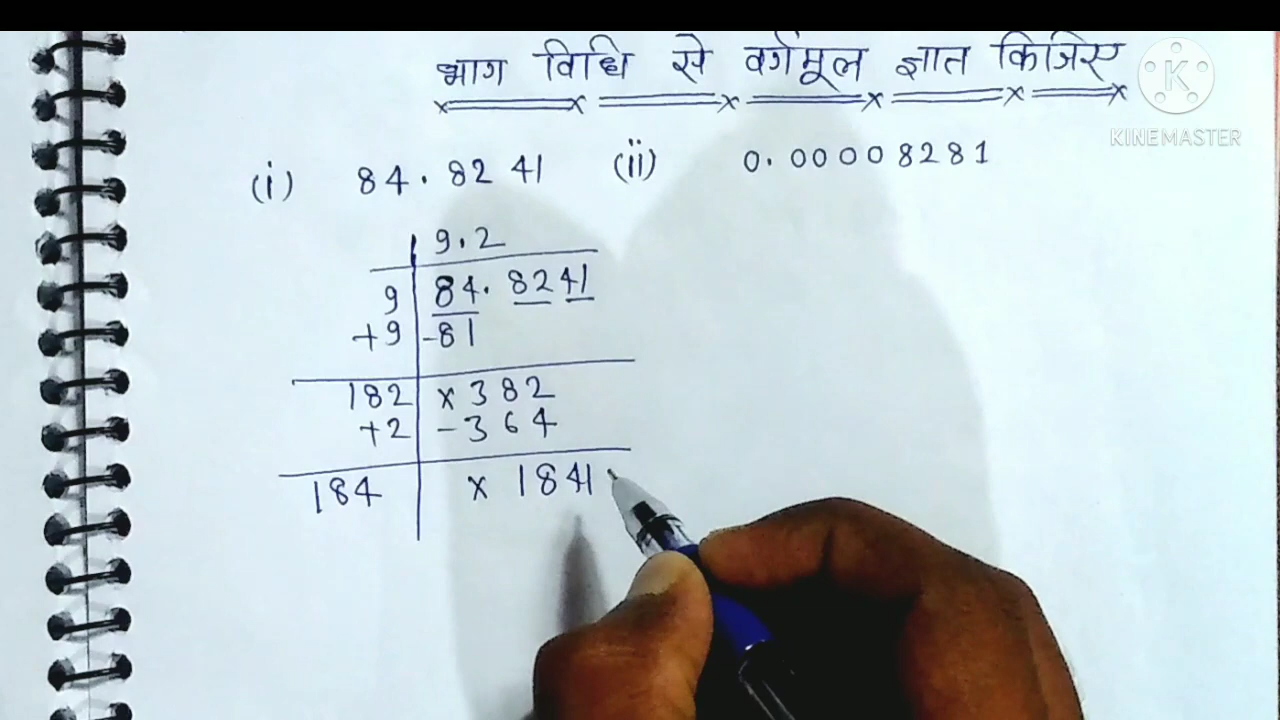 भाग विधि से वर्गमूल ज्ञात किजिए
K
KINEMASTER
(i) 84.8241 (ii) 0.00008281
9.2
9 84.8241
+9 -81
182 x382
+2 -364
184 x 1841